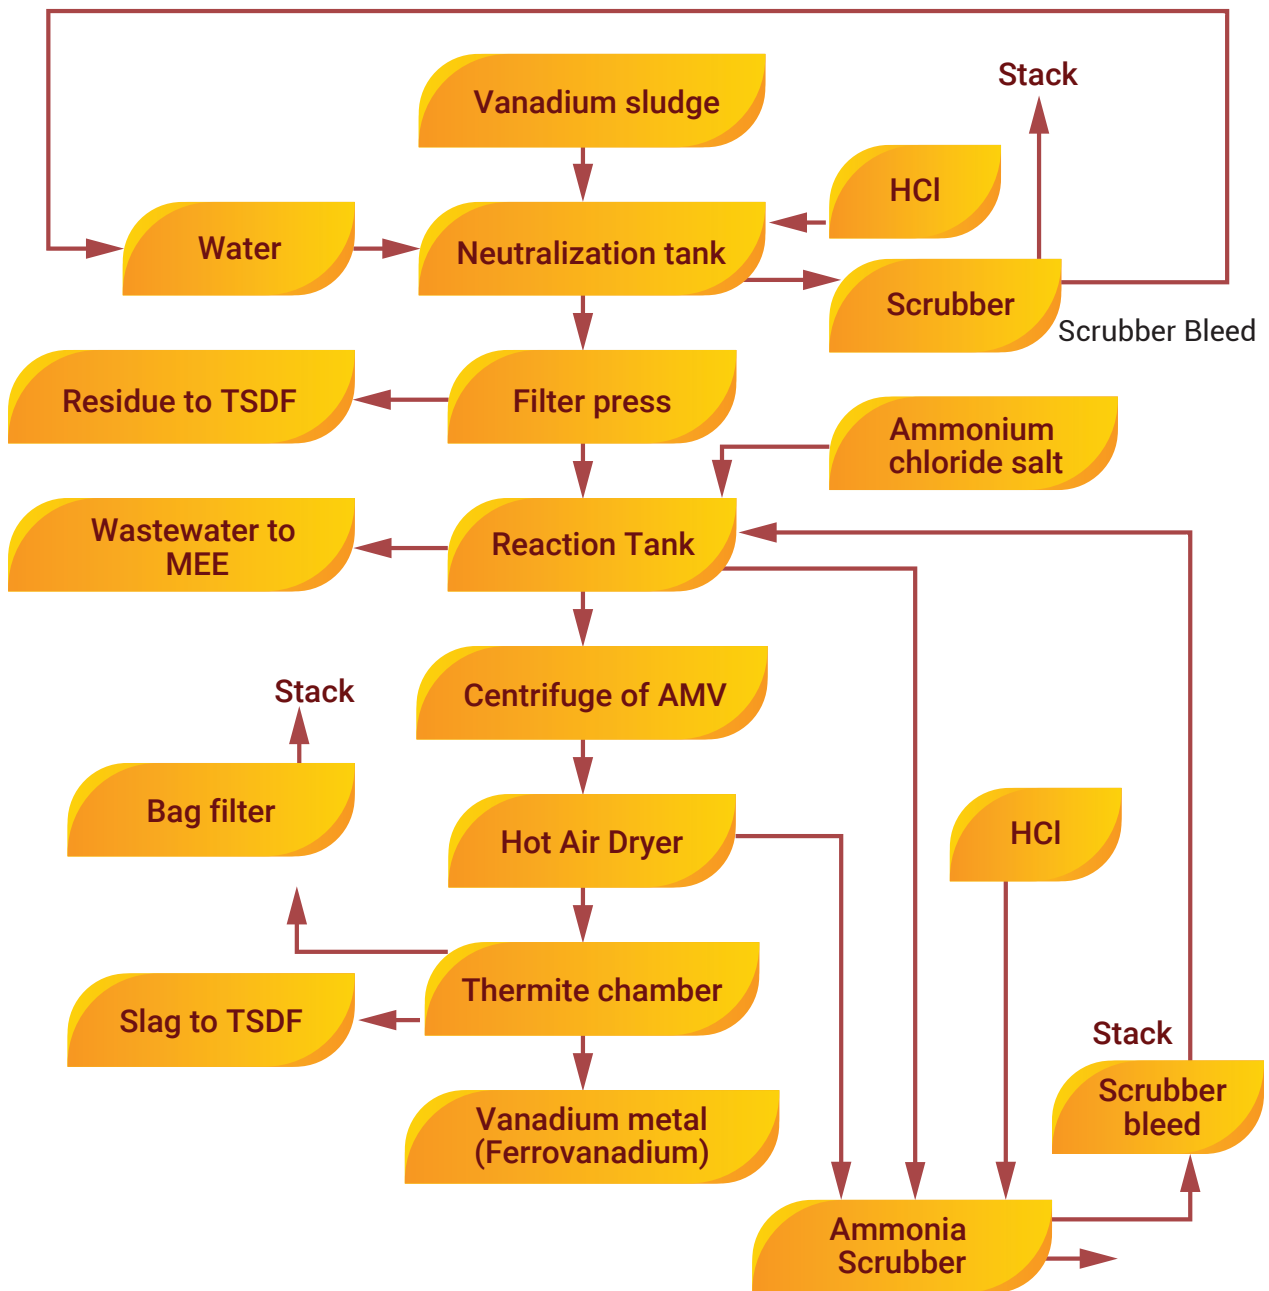 Stack
Vanadium sludge
HCl
Water
Neutralization tank
Scrubber
Scrubber Bleed
Residue to TSDF
Filter press
Ammonium
chloride salt
Wastewater to
MEE
Reaction Tank
Centrifuge of AMV
Stack
Bag filter
Hot Air Dryer
HCl
Thermite chamber
Slag to TSDF
Stack
Scrubber
bleed
Vanadium metal
(Ferrovanadium)
Ammonia
Scrubber